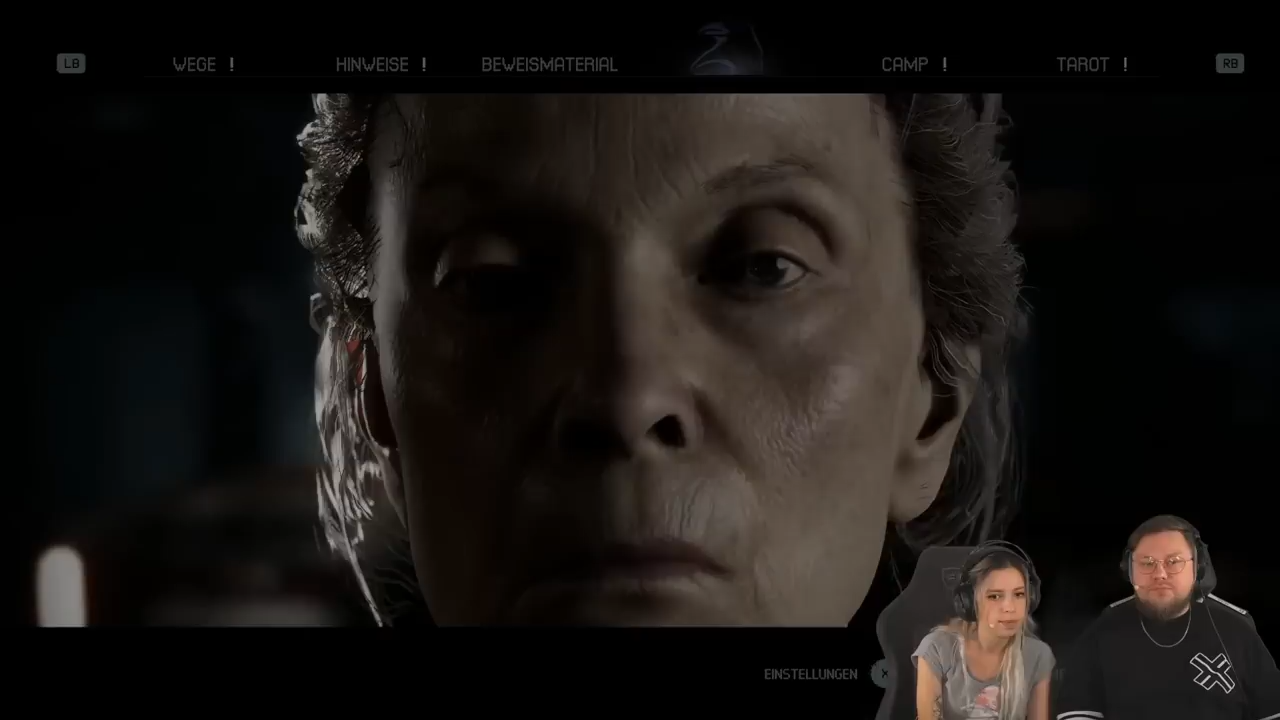 LB WEGE ! HINWEISE ! BEWEISMATERIAL CAMP ! TAROT ! RB
EINSTELLUNGEN X